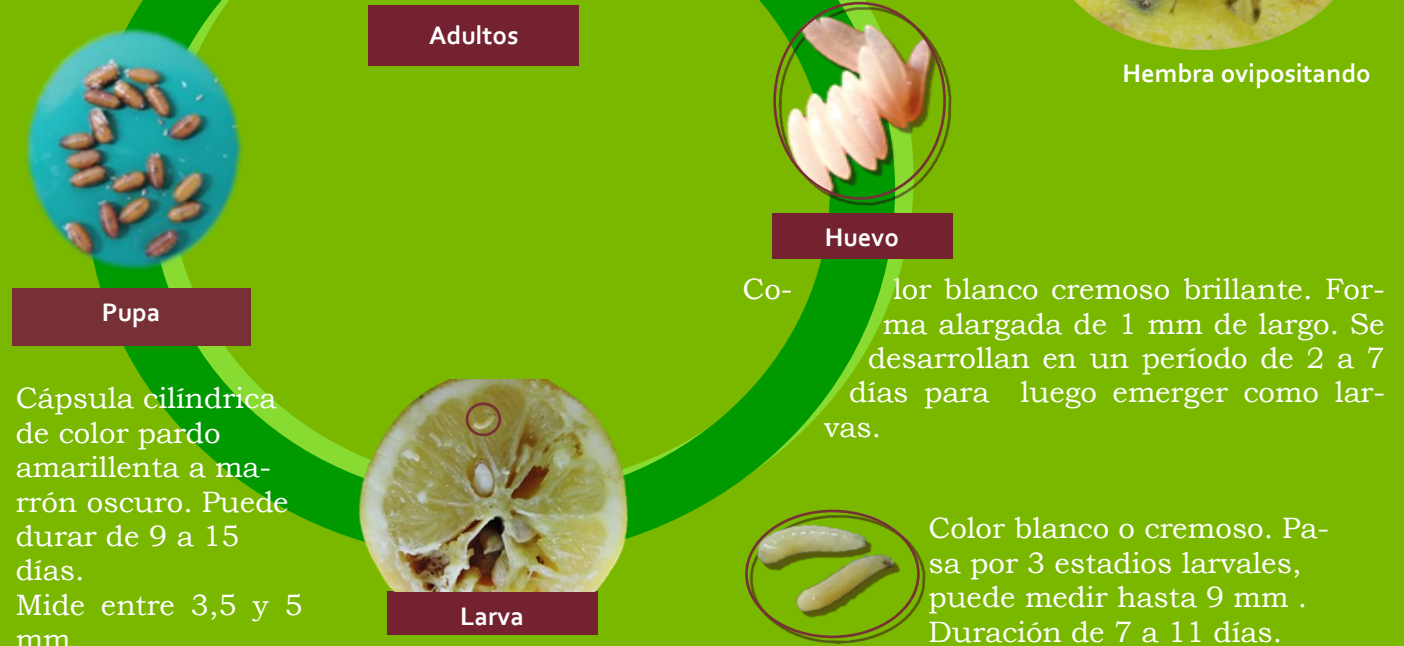 Adultos
Hembra ovipositando
Huevo
Co- lor blanco cremoso brillante. For-
ma alargada de 1 mm de largo. Se
desarrollan en un período de 2 a 7
días para luego emerger como lar-
vas.
Pupa
Cápsula cilíndrica
de color pardo
amarillenta a ma-
rrón oscuro. Puede
durar de 9 a 15
días.
Mide entre 3,5 y 5
mm.
Larva
Color blanco o cremoso. Pa-
sa por 3 estadios larvales,
puede medir hasta 9 mm .
Duración de 7 a 11 días.